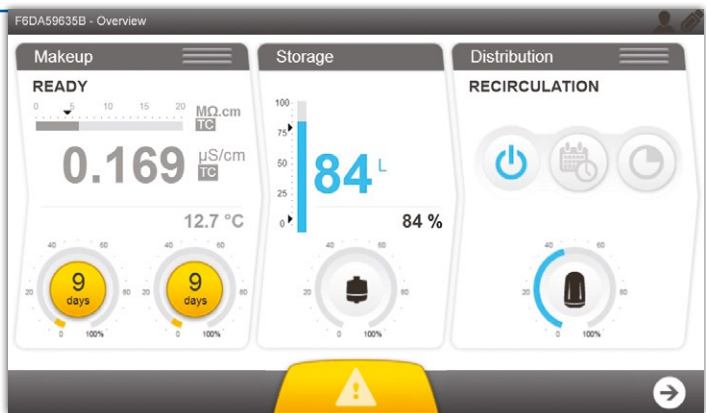 F6DA59635B - Overview
Makeup
READY
0 5 10 15 20 MΩ.cm
TC
0.169 µS/cm
TC
12.7 °C
40 60
20 80
0 100%
9
days
40 60
20 80
0 100%
9
days
Storage
100
75
50
25
0
84 L
84 %
40 60
20 80
0 100%
Distribution
RECIRCULATION
40 60
20 80
0 100%